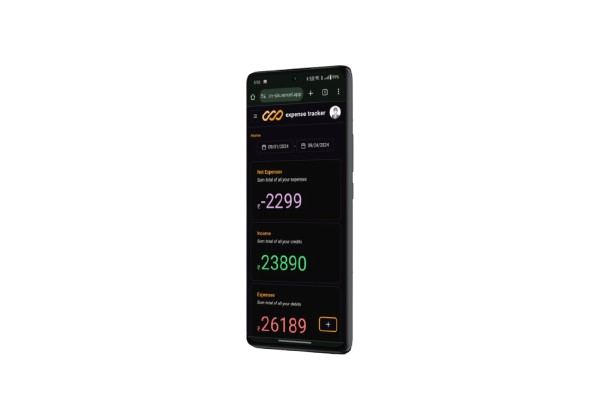 expense tracker
Home
09/01/2024 - 09/24/2024
Net Expenses
Sum total of all your expenses
₹-2299
Income
Sum total of all your credits
₹23890
Expenses
Sum total of all your debits
₹26189
+